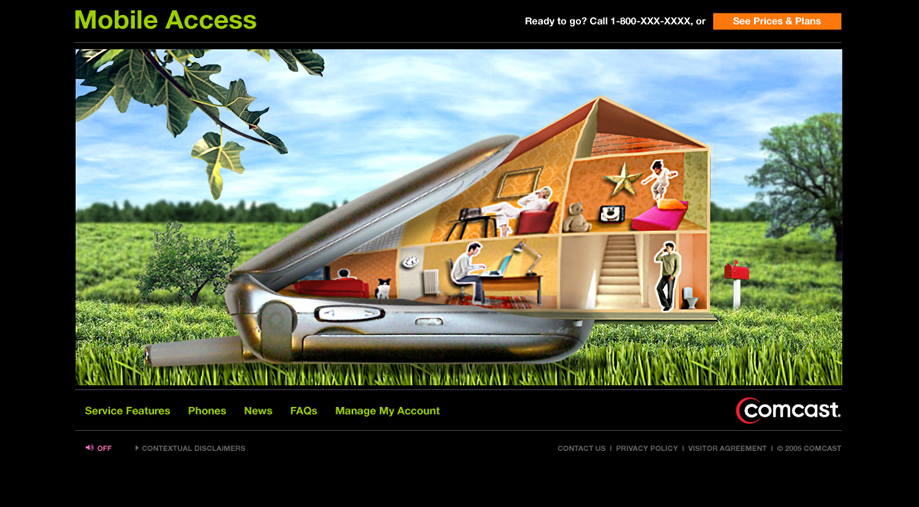 Mobile Access
Ready to go? Call 1-800-XXX-XXXX, or
See Prices & Plans
Service Features Phones News FAQs Manage My Account
comcast.
OFF CONTEXTUAL DISCLAIMERS
CONTACT US | PRIVACY POLICY | VISITOR AGREEMENT | © 2005 COMCAST